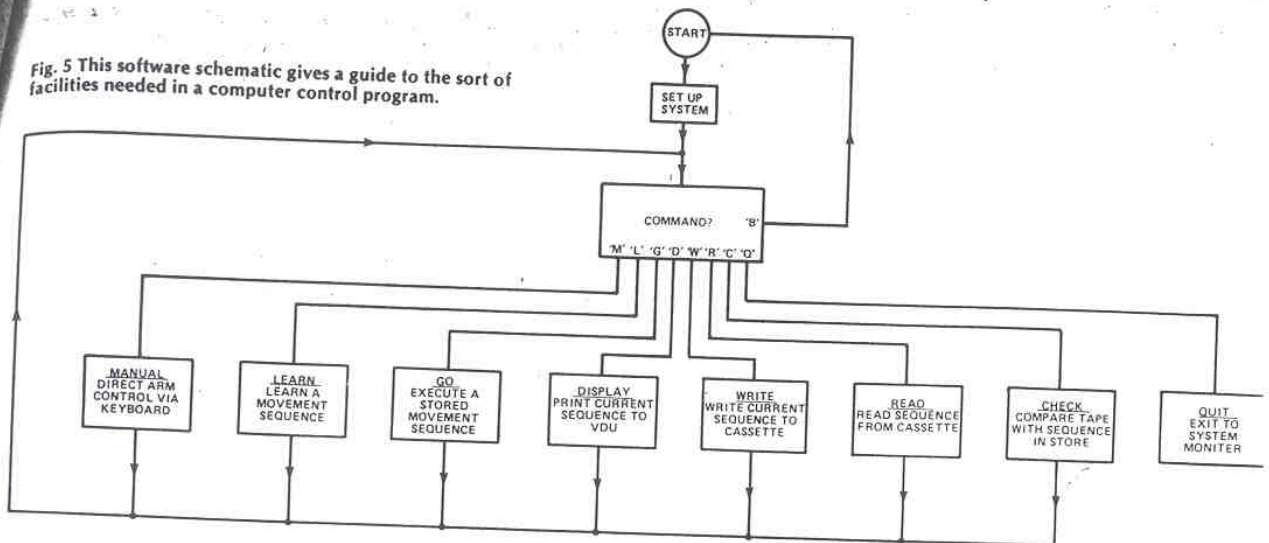 Fig. 5 This software schematic gives a guide to the sort of
facilities needed in a computer control program.
START
SET UP
SYSTEM
COMMAND? 'B'
'M' 'L' 'G' 'D' 'W' 'R' 'C' 'Q'
MANUAL
DIRECT ARM
CONTROL VIA
KEYBOARD
LEARN
LEARN A
MOVEMENT
SEQUENCE
GO
EXECUTE A
STORED
MOVEMENT
SEQUENCE
DISPLAY
PRINT CURRENT
SEQUENCE TO
VDU
WRITE
WRITE CURRENT
SEQUENCE TO
CASSETTE
READ
READ SEQUENCE
FROM CASSETTE
CHECK
COMPARE TAPE
WITH SEQUENCE
IN STORE
QUIT
EXIT TO
SYSTEM
MONITER